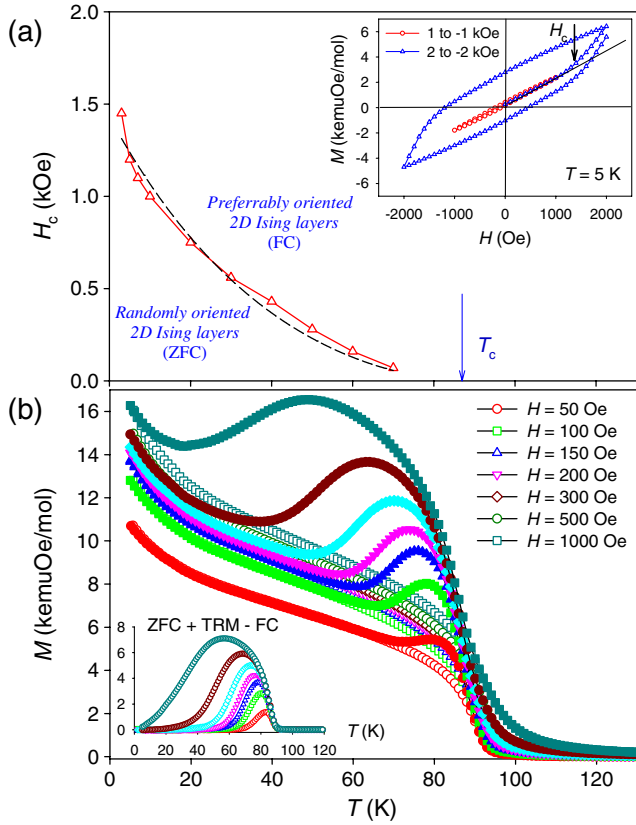 (a)
2.0
1.5
1.0
0.5
0.0
H_c (kOe)
Preferrably oriented
2D Ising layers
(FC)
Randomly oriented
2D Ising layers
(ZFC)
T_c
1 to -1 kOe
2 to -2 kOe
H_c
6
4
2
0
-2
-4
-6
M (kemuOe/mol)
T = 5 K
-2000 -1000 0 1000 2000
H (Oe)
(b)
16
14
12
10
8
6
4
2
0
M (kemuOe/mol)
H = 50 Oe
H = 100 Oe
H = 150 Oe
H = 200 Oe
H = 300 Oe
H = 500 Oe
H = 1000 Oe
ZFC + TRM - FC
8
6
4
2
0
0 20 40 60 80 100 120
T (K)
0 20 40 60 80 100 120
T (K)